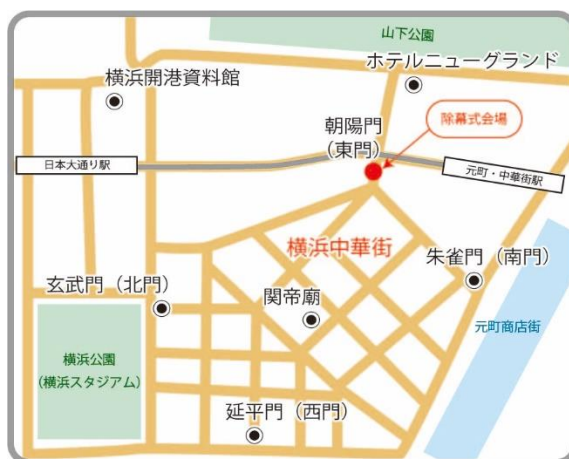 山下公園
ホテルニューグランド
横浜開港資料館
朝陽門
(東門)
除幕式会場
日本大通り駅
元町・中華街駅
横浜中華街
朱雀門(南門)
玄武門(北門)
関帝廟
元町商店街
横浜公園
(横浜スタジアム)
延平門(西門)